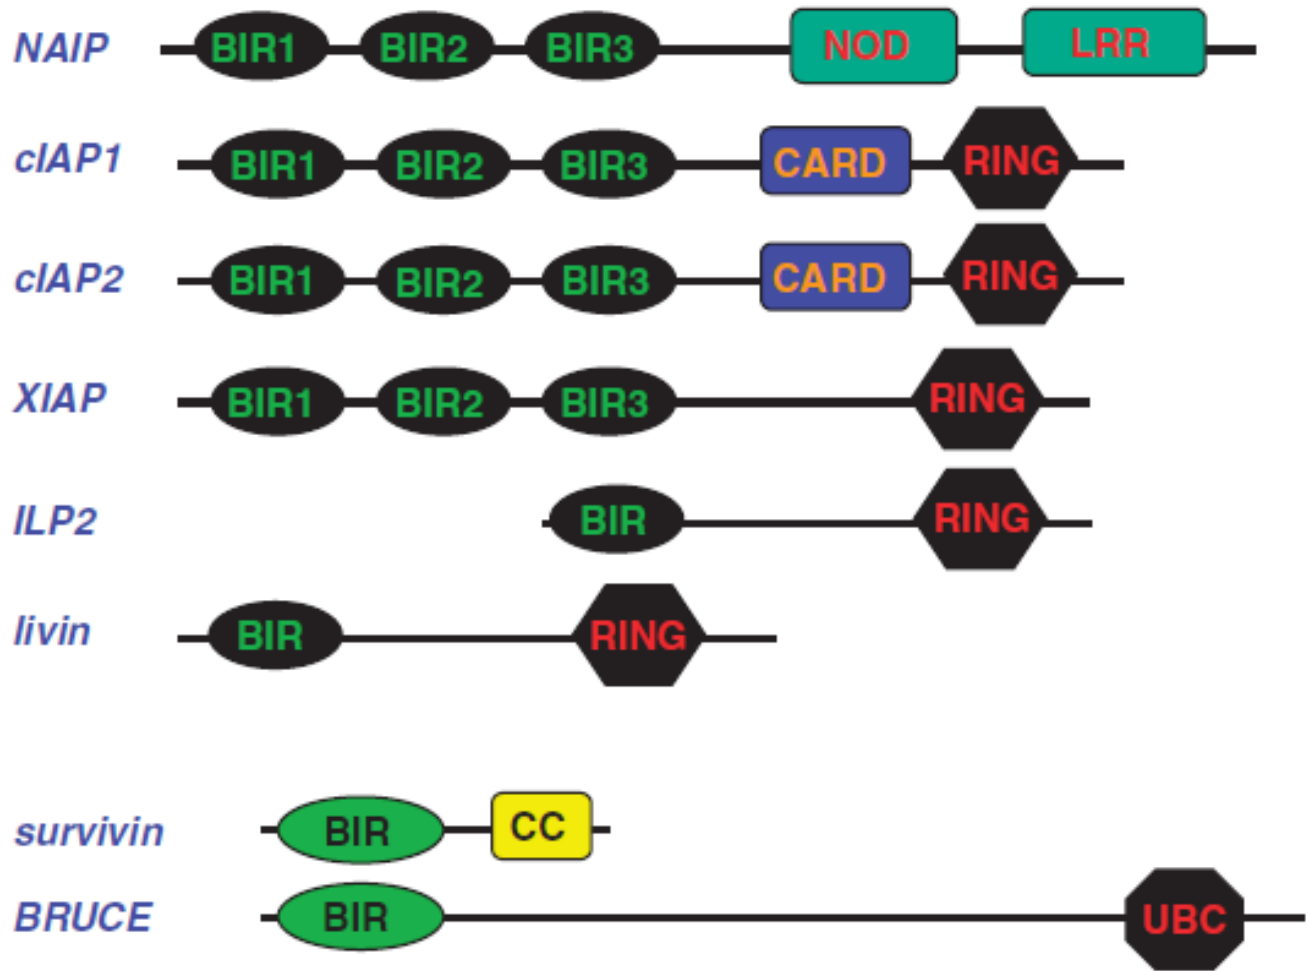 NAIP BIR1 BIR2 BIR3 NOD LRR
cIAP1 BIR1 BIR2 BIR3 CARD RING
cIAP2 BIR1 BIR2 BIR3 CARD RING
XIAP BIR1 BIR2 BIR3 RING
ILP2 BIR RING
livin BIR RING
survivin BIR CC
BRUCE BIR UBC